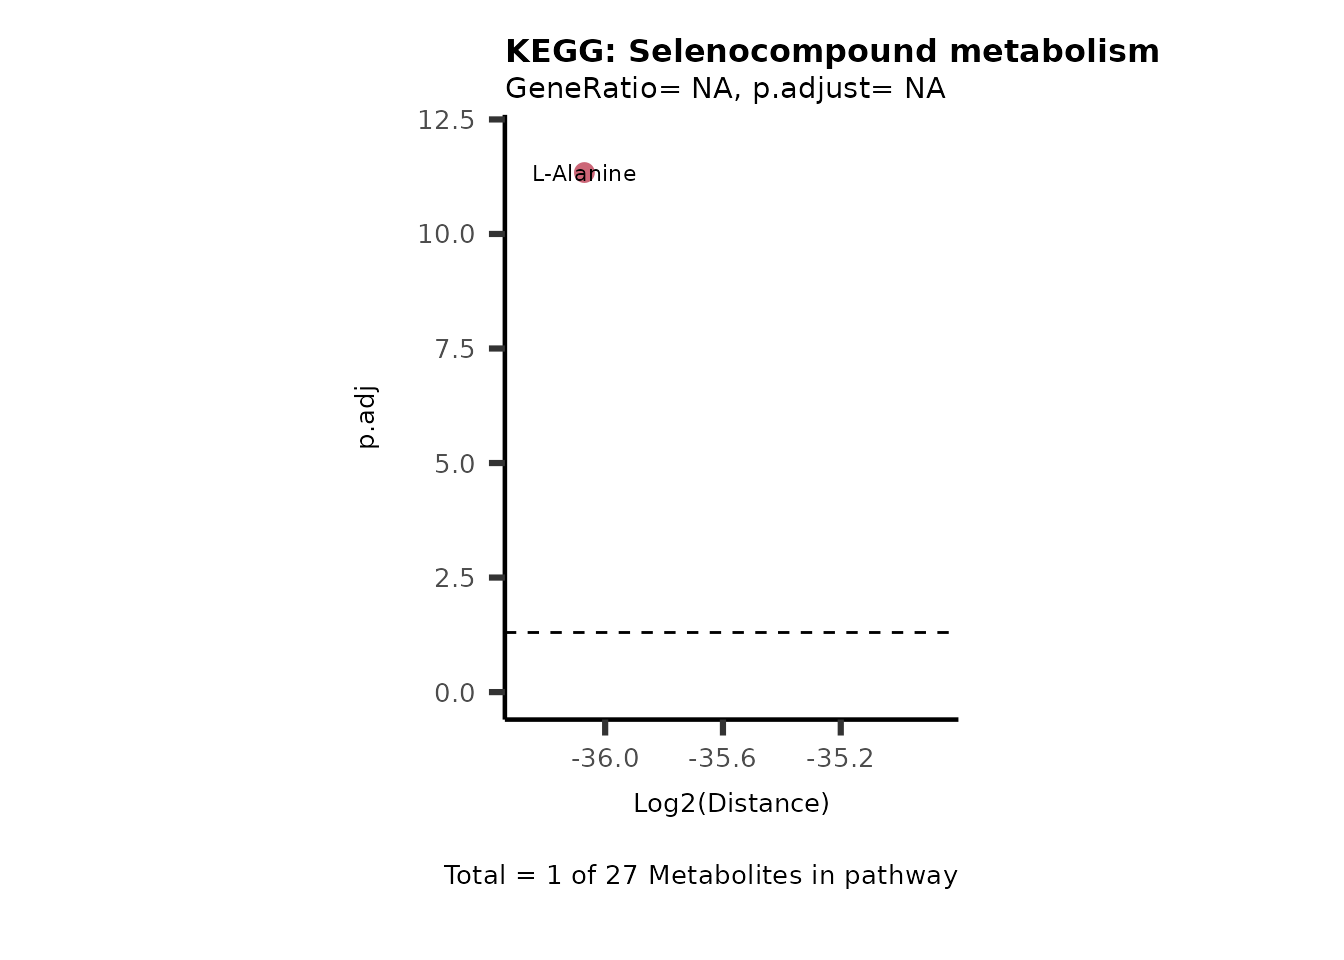 KEGG: Selenocompound metabolism
GeneRatio= NA, p.adjust= NA
12.5
L-Alanine
10.0
7.5
p.adj
5.0
2.5
0.0
-36.0 -35.6 -35.2
Log2(Distance)
Total = 1 of 27 Metabolites in pathway